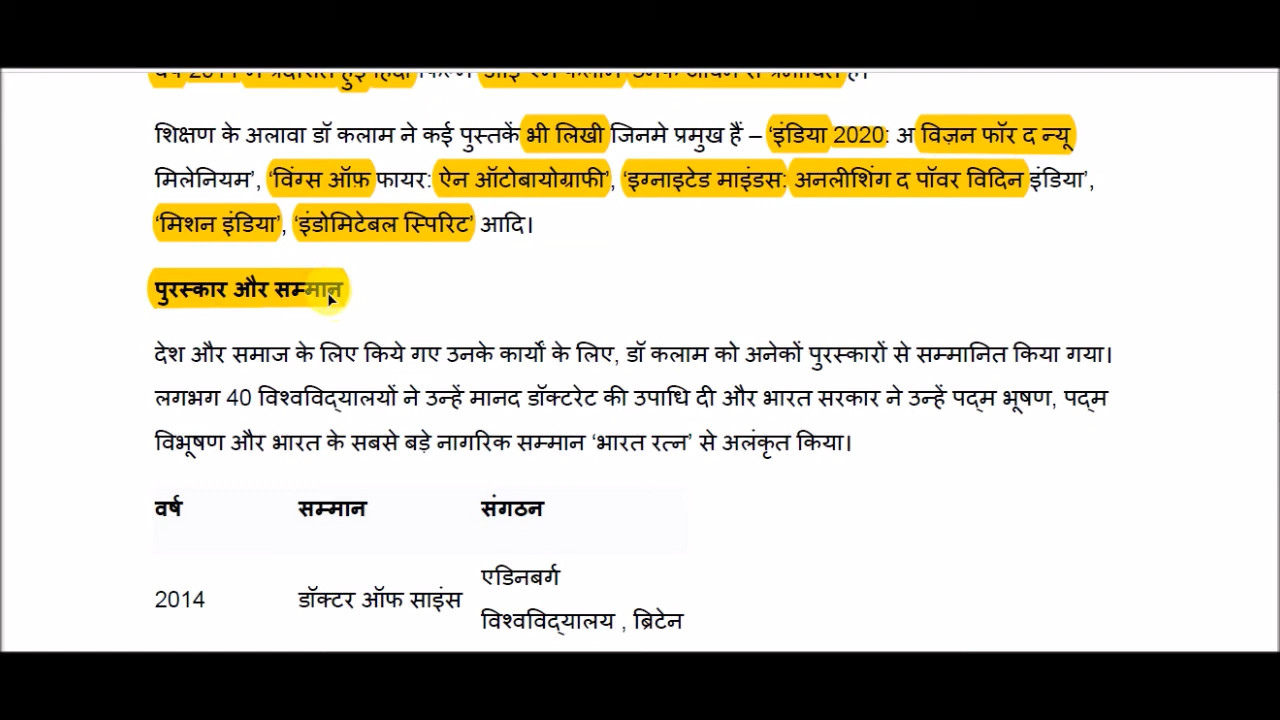 शिक्षण के अलावा डॉ कलाम ने कई पुस्तकें भी लिखी जिनमे प्रमुख हैं – 'इंडिया 2020: अ विज़न फॉर द न्यू
मिलेनियम', 'विंग्स ऑफ़ फायर: ऐन ऑटोबायोग्राफी', 'इग्नाइटेड माइंडस: अनलीशिंग द पॉवर विदिन इंडिया',
'मिशन इंडिया', 'इंडोमिटेबल स्पिरिट' आदि।
पुरस्कार और सम्मान
देश और समाज के लिए किये गए उनके कार्यों के लिए, डॉ कलाम को अनेकों पुरस्कारों से सम्मानित किया गया।
लगभग 40 विश्वविद्यालयों ने उन्हें मानद डॉक्टरेट की उपाधि दी और भारत सरकार ने उन्हें पद्म भूषण, पद्म
विभूषण और भारत के सबसे बड़े नागरिक सम्मान 'भारत रत्न' से अलंकृत किया।
वर्ष सम्मान संगठन
2014 डॉक्टर ऑफ साइंस एडिनबर्ग
विश्वविद्यालय , ब्रिटेन